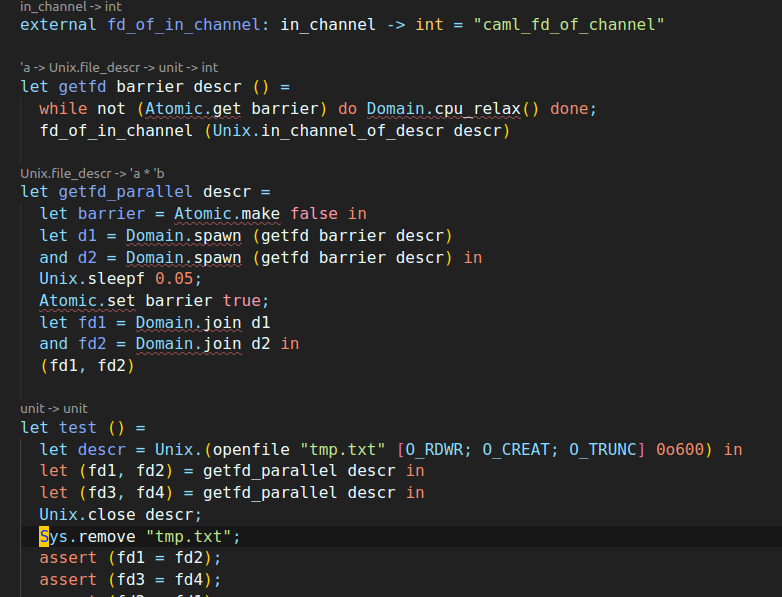 in_channel -> int
external fd_of_in_channel: in_channel -> int = "caml_fd_of_channel"
'a -> Unix.file_descr -> unit -> int
let getfd barrier descr () =
while not (Atomic.get barrier) do Domain.cpu_relax() done;
fd_of_in_channel (Unix.in_channel_of_descr descr)
Unix.file_descr -> 'a * 'b
let getfd_parallel descr =
let barrier = Atomic.make false in
let d1 = Domain.spawn (getfd barrier descr)
and d2 = Domain.spawn (getfd barrier descr) in
Unix.sleepf 0.05;
Atomic.set barrier true;
let fd1 = Domain.join d1
and fd2 = Domain.join d2 in
(fd1, fd2)
unit -> unit
let test () =
let descr = Unix.(openfile "tmp.txt" [O_RDWR; O_CREAT; O_TRUNC] 0o600) in
let (fd1, fd2) = getfd_parallel descr in
let (fd3, fd4) = getfd_parallel descr in
Unix.close descr;
Sys.remove "tmp.txt";
assert (fd1 = fd2);
assert (fd3 = fd4);